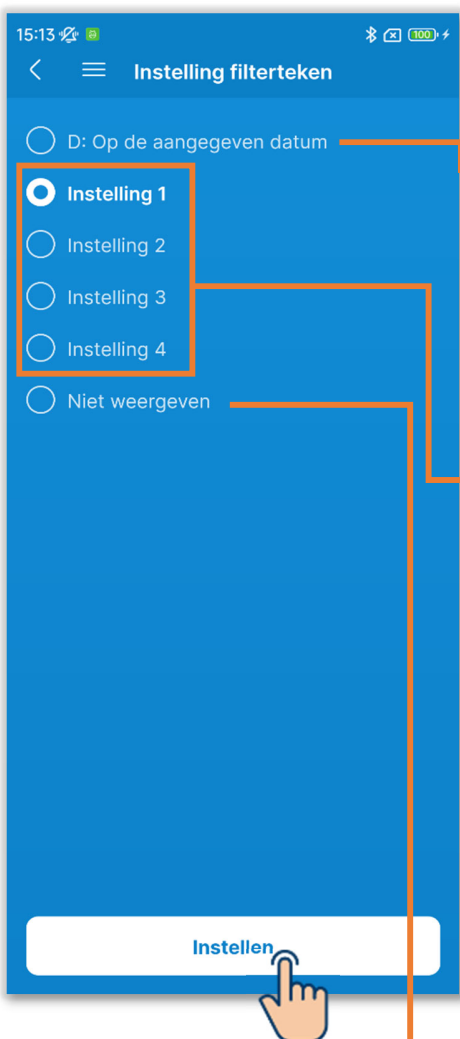 15:13
100
Instelling filterteken
D: Op de aangegeven datum
Instelling 1
Instelling 2
Instelling 3
Instelling 4
Niet weergeven
Instellen